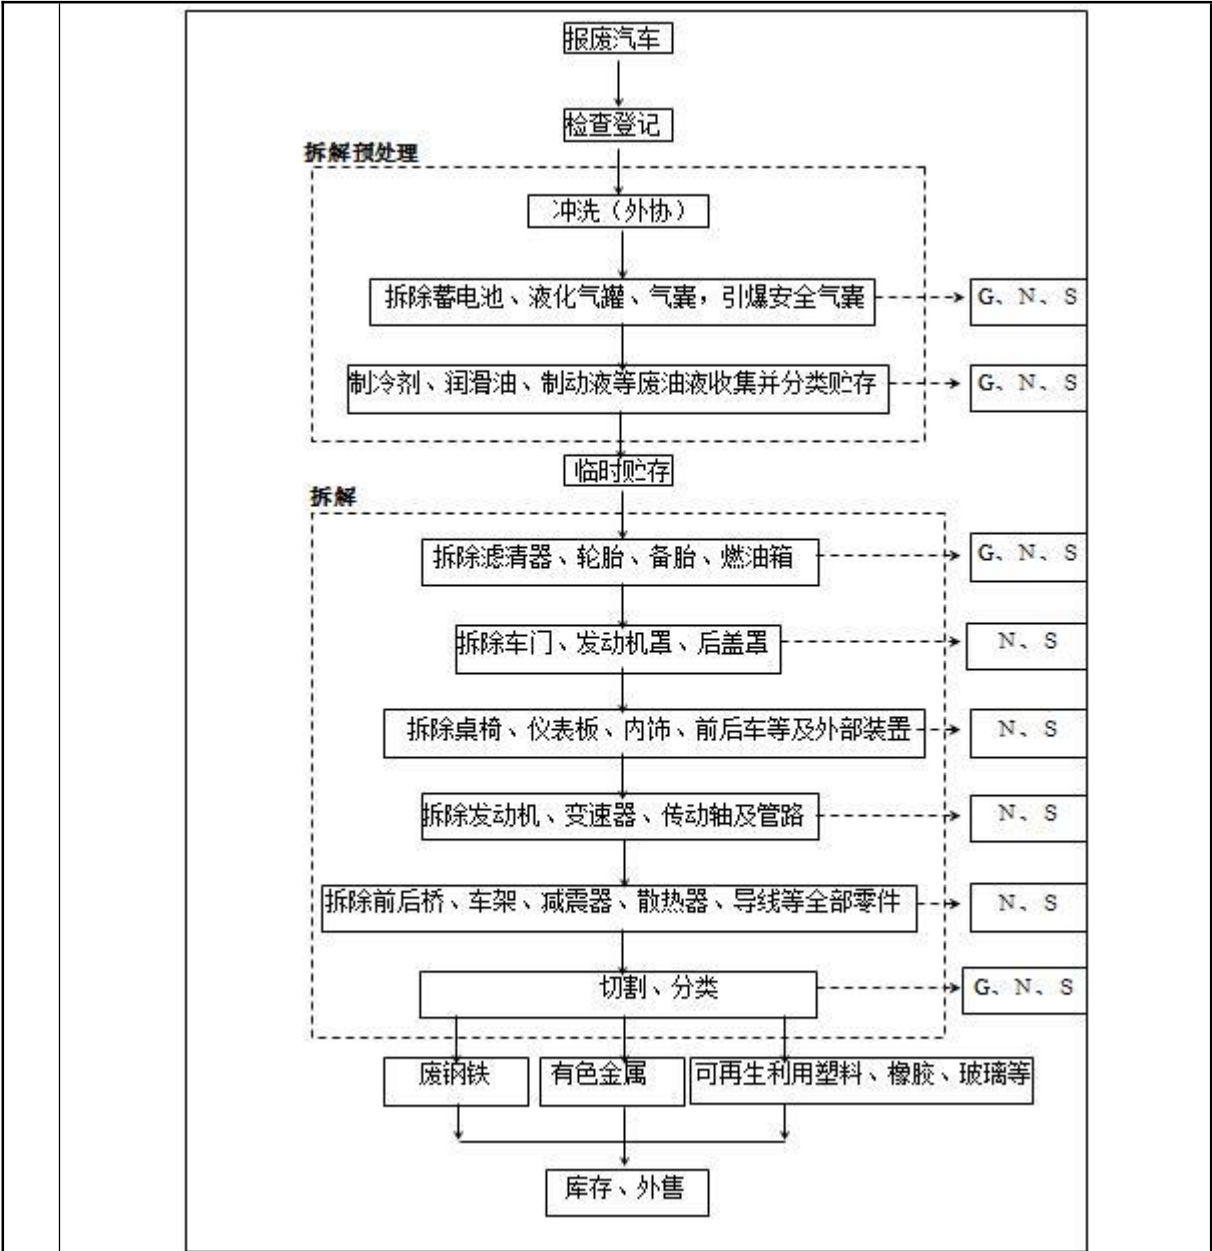 报废汽车
检查登记
拆解预处理
冲洗（外协）
拆除蓄电池、液化气罐、气囊，引爆安全气囊
G、N、S
制冷剂、润滑油、制动液等废油液收集并分类贮存
G、N、S
临时贮存
拆解
拆除滤清器、轮胎、备胎、燃油箱
G、N、S
拆除车门、发动机罩、后盖罩
N、S
拆除桌椅、仪表板、内饰、前后车等及外部装置
N、S
拆除发动机、变速器、传动轴及管路
N、S
拆除前后桥、车架、减震器、散热器、导线等全部零件
N、S
切割、分类
G、N、S
废钢铁
有色金属
可再生利用塑料、橡胶、玻璃等
库存、外售